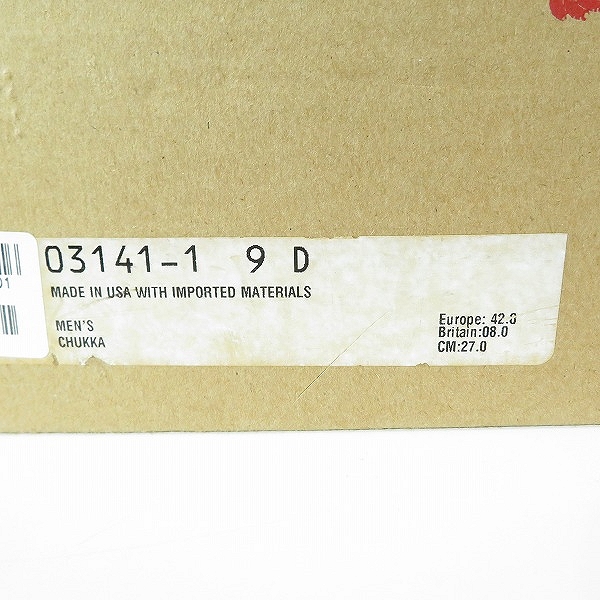 03141-1 9 D
MADE IN USA WITH IMPORTED MATERIALS
MEN'S
CHUKKA
Europe: 42.
Britain:08.0
CM:27.0